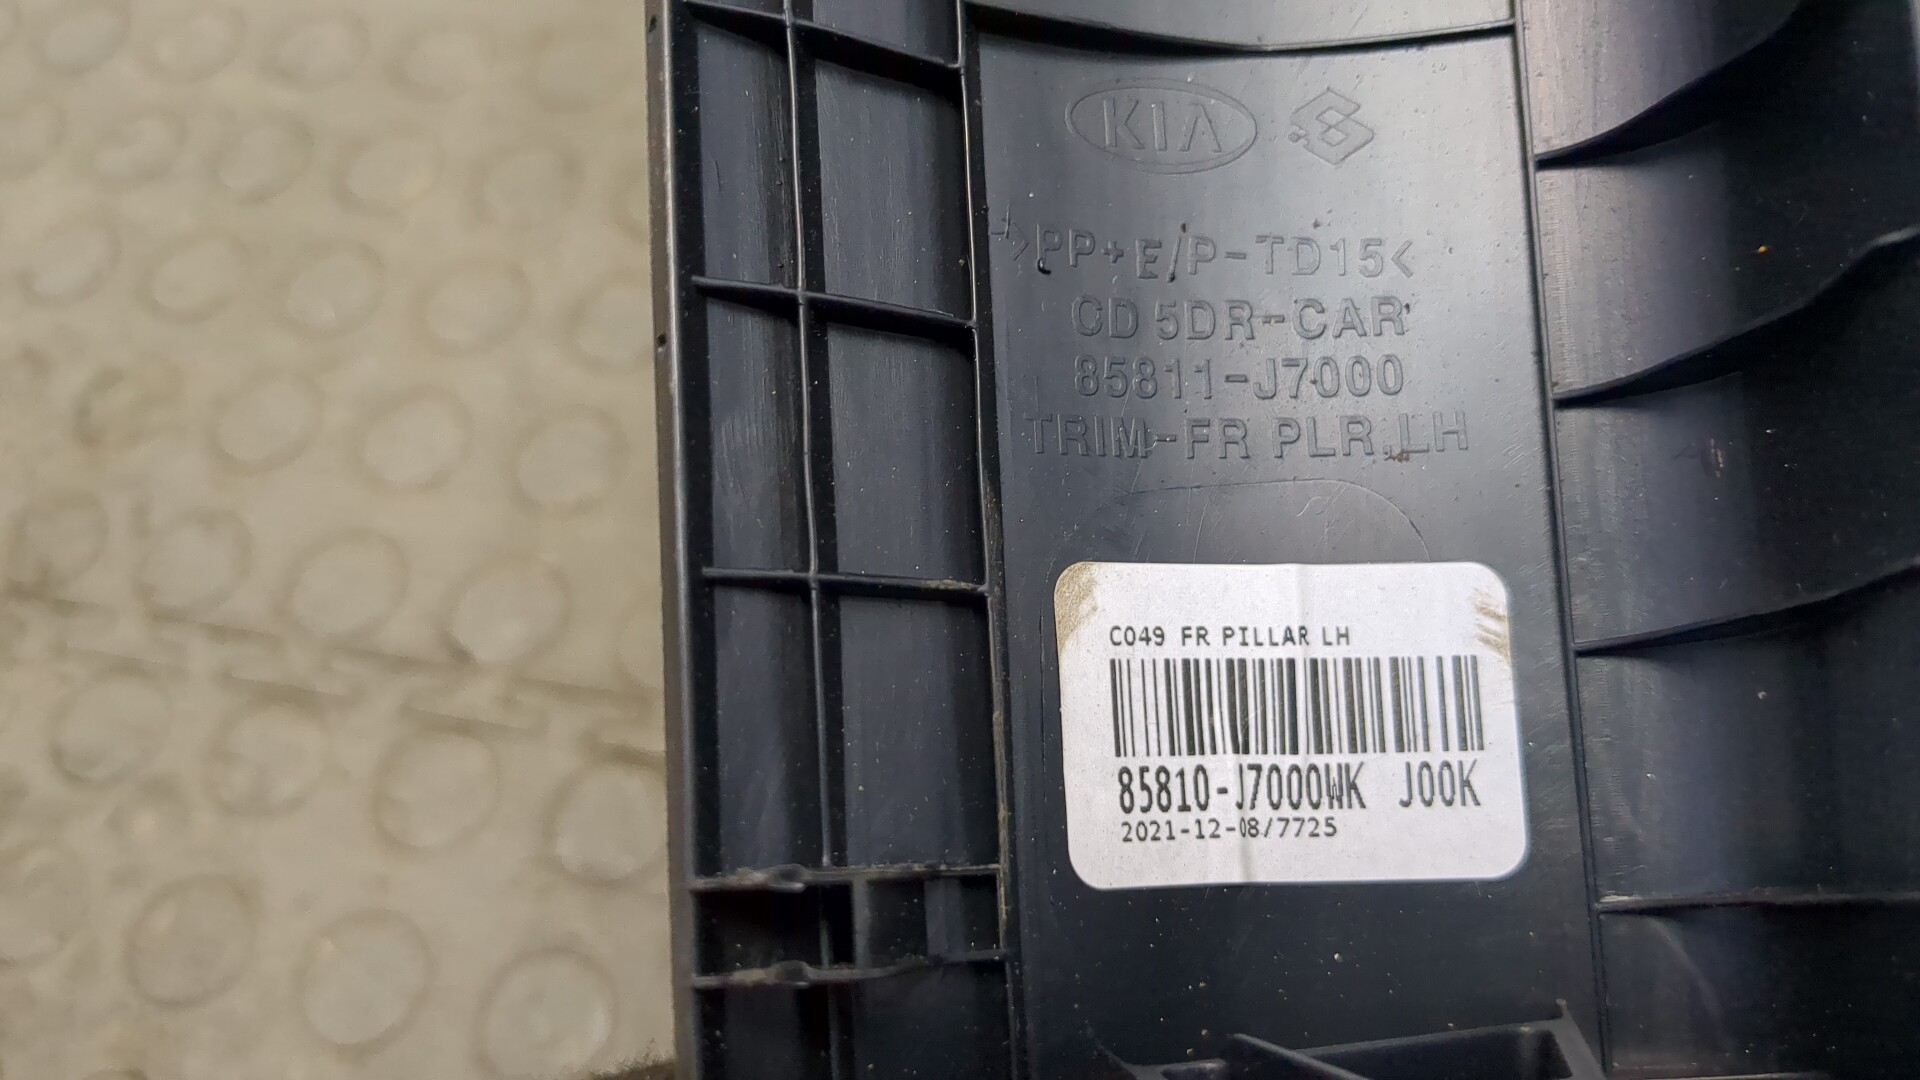 KIA
>PP+E/P-TD15<
CD 5DR-CAR
85811-J7000
TRIM-FR PLR,LH
C049 FR PILLAR LH
85810-J7000WK J00K
2021-12-08/7725